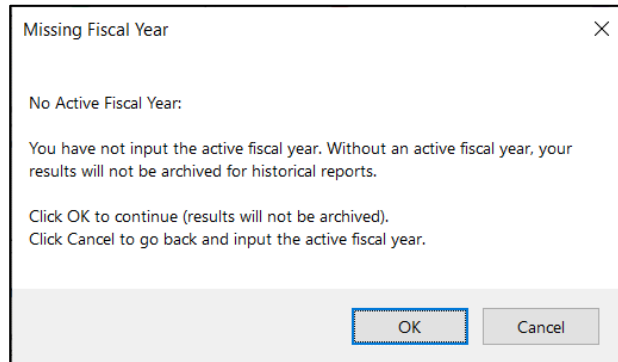 Missing Fiscal Year
No Active Fiscal Year:
You have not input the active fiscal year. Without an active fiscal year, your
results will not be archived for historical reports.
Click OK to continue (results will not be archived).
Click Cancel to go back and input the active fiscal year.
OK
Cancel